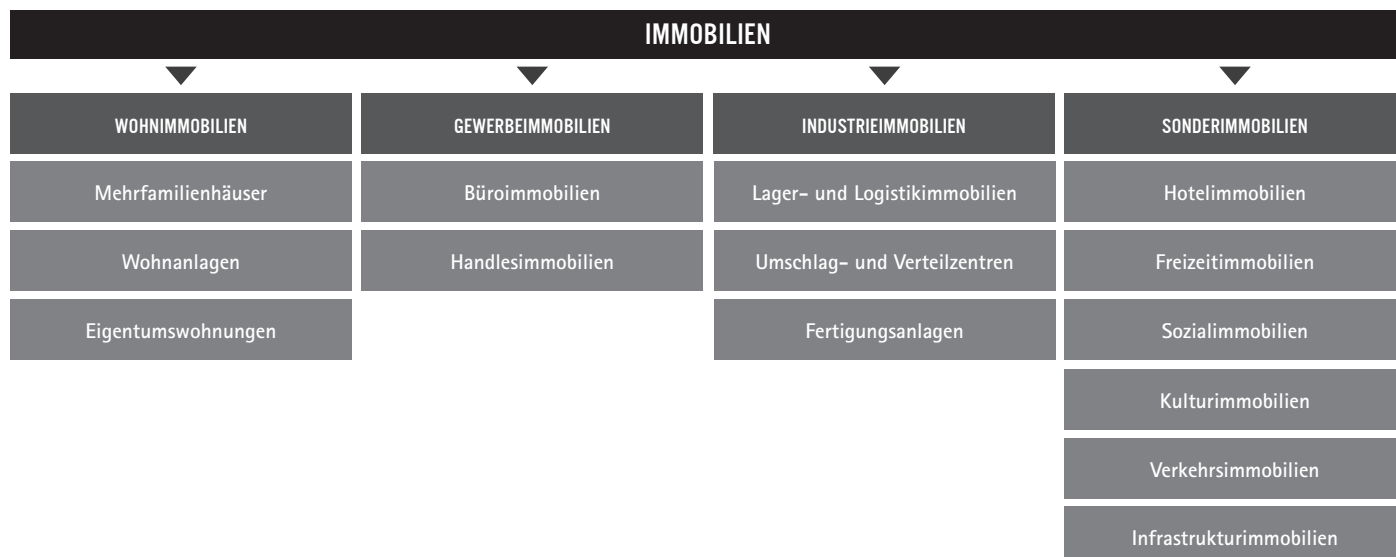 IMMOBILIEN
WOHNIMMOBILIEN
Mehrfamilienhäuser
Wohnanlagen
Eigentumswohnungen
GEWERBEIMMOBILIEN
Büroimmobilien
Handlesimmobilien
INDUSTRIEIMMOBILIEN
Lager- und Logistikimmobilien
Umschlag- und Verteilzentren
Fertigungsanlagen
SONDERIMMOBILIEN
Hotelimmobilien
Freizeitimmobilien
Sozialimmobilien
Kulturimmobilien
Verkehrsimmobilien
Infrastrukturimmobilien